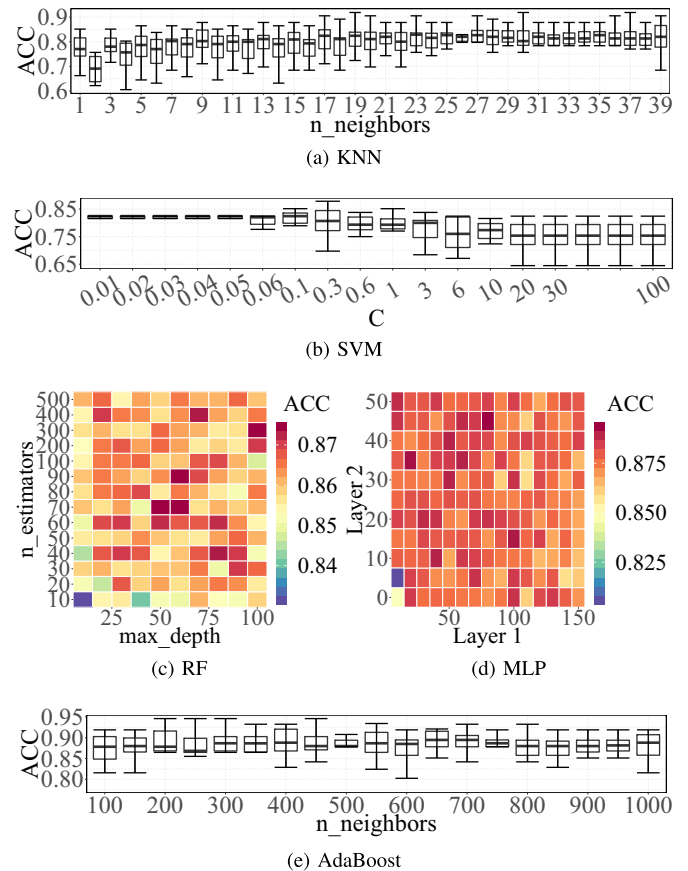 0.9
0.8
0.7
0.6
ACC
1 3 5 7 9 11 13 15 17 19 21 23 25 27 29 31 33 35 37 39
n_neighbors
(a) KNN
0.85
0.75
0.65
ACC
0.01 0.02 0.03 0.04 0.05 0.06 0.1 0.3 0.6 1 3 6 10 20 30 100
C
(b) SVM
500
400
300
200
100
90
80
70
60
50
40
30
20
10
n_estimators
25 50 75 100
max_depth
ACC
0.87
0.86
0.85
0.84
(c) RF
50
40
30
20
10
0
Layer 2
50 100 150
Layer 1
ACC
0.875
0.850
0.825
(d) MLP
0.95
0.90
0.85
0.80
ACC
100 200 300 400 500 600 700 800 900 1000
n_neighbors
(e) AdaBoost